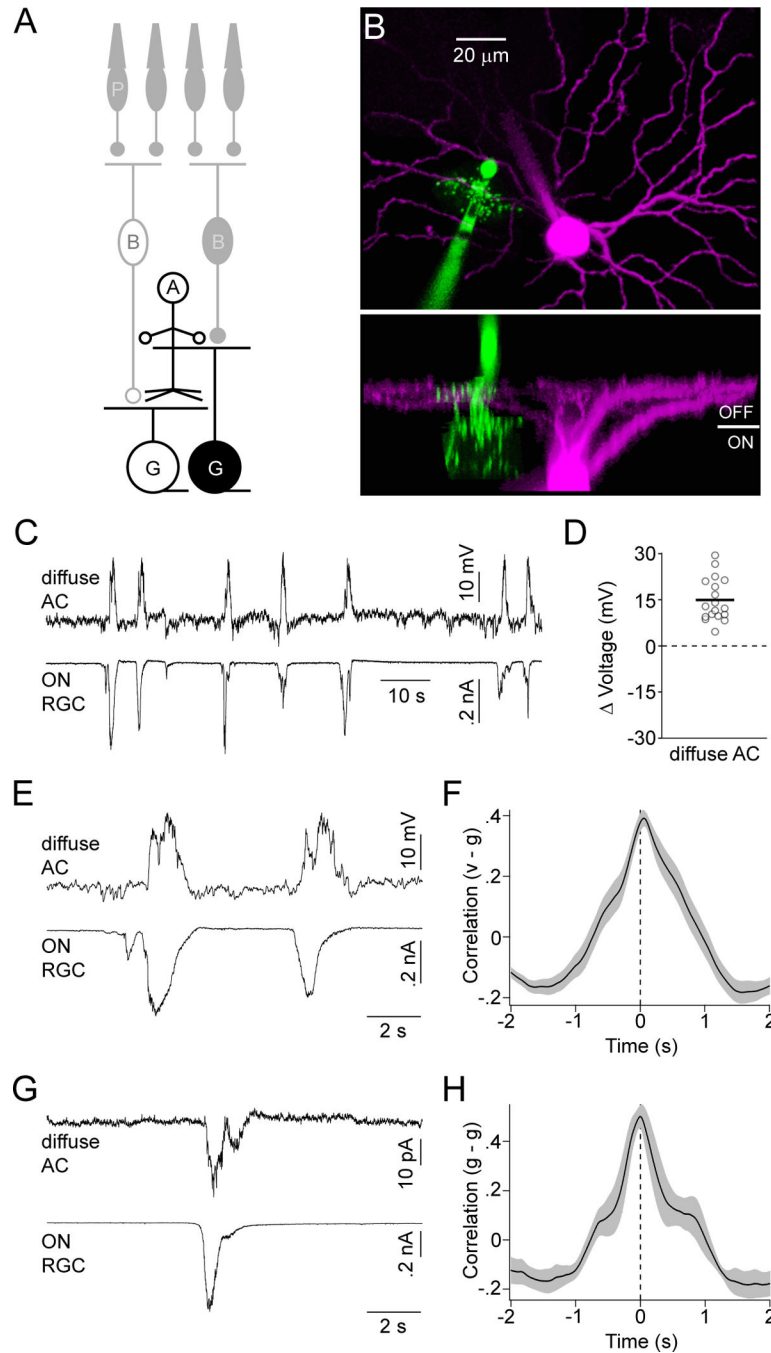 A
P
B
B
A
G
G
B
20 μm
OFF
ON
C
diffuse
AC
10 mV
ON
RGC
10 s
.2 nA
D
30
15
0
-15
-30
Δ Voltage (mV)
diffuse AC
E
diffuse
AC
10 mV
ON
RGC
.2 nA
2 s
F
.4
.2
0
-.2
Correlation (v - g)
-2 -1 0 1 2
Time (s)
G
diffuse
AC
10 pA
ON
RGC
.2 nA
2 s
H
.4
.2
0
-.2
Correlation (g - g)
-2 -1 0 1 2
Time (s)